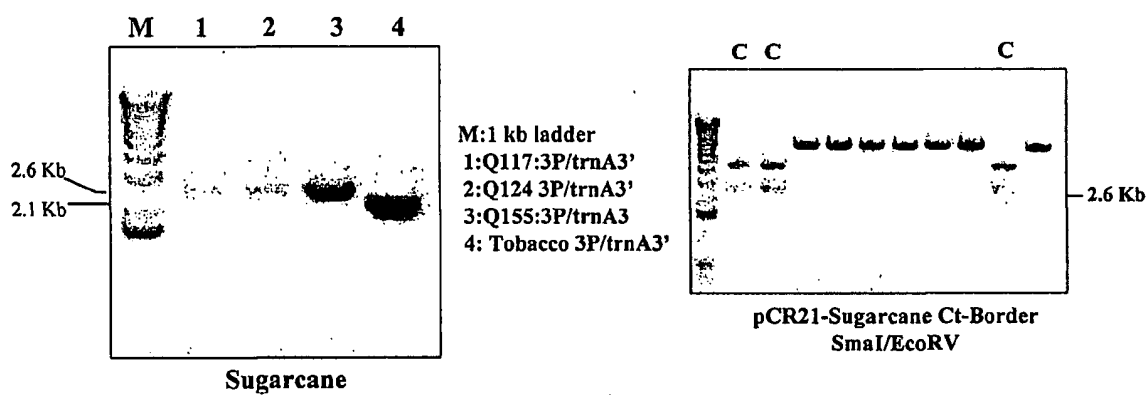 M 1 2 3 4
2.6 Kb
2.1 Kb
Sugarcane
M:1 kb ladder
1:Q117:3P/trnA3'
2:Q124 3P/trnA3'
3:Q155:3P/trnA3
4: Tobacco 3P/trnA3'
C C C
2.6 Kb
pCR21-Sugarcane Ct-Border
SmaI/EcoRV